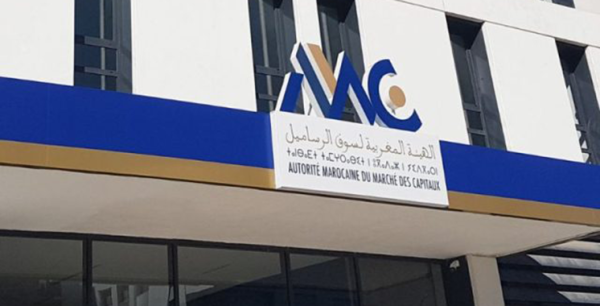 AMMC
الهيئة المغربية لسوق الرساميل
AUTORITÉ MAROCAINE DU MARCHÉ DES CAPITAUX